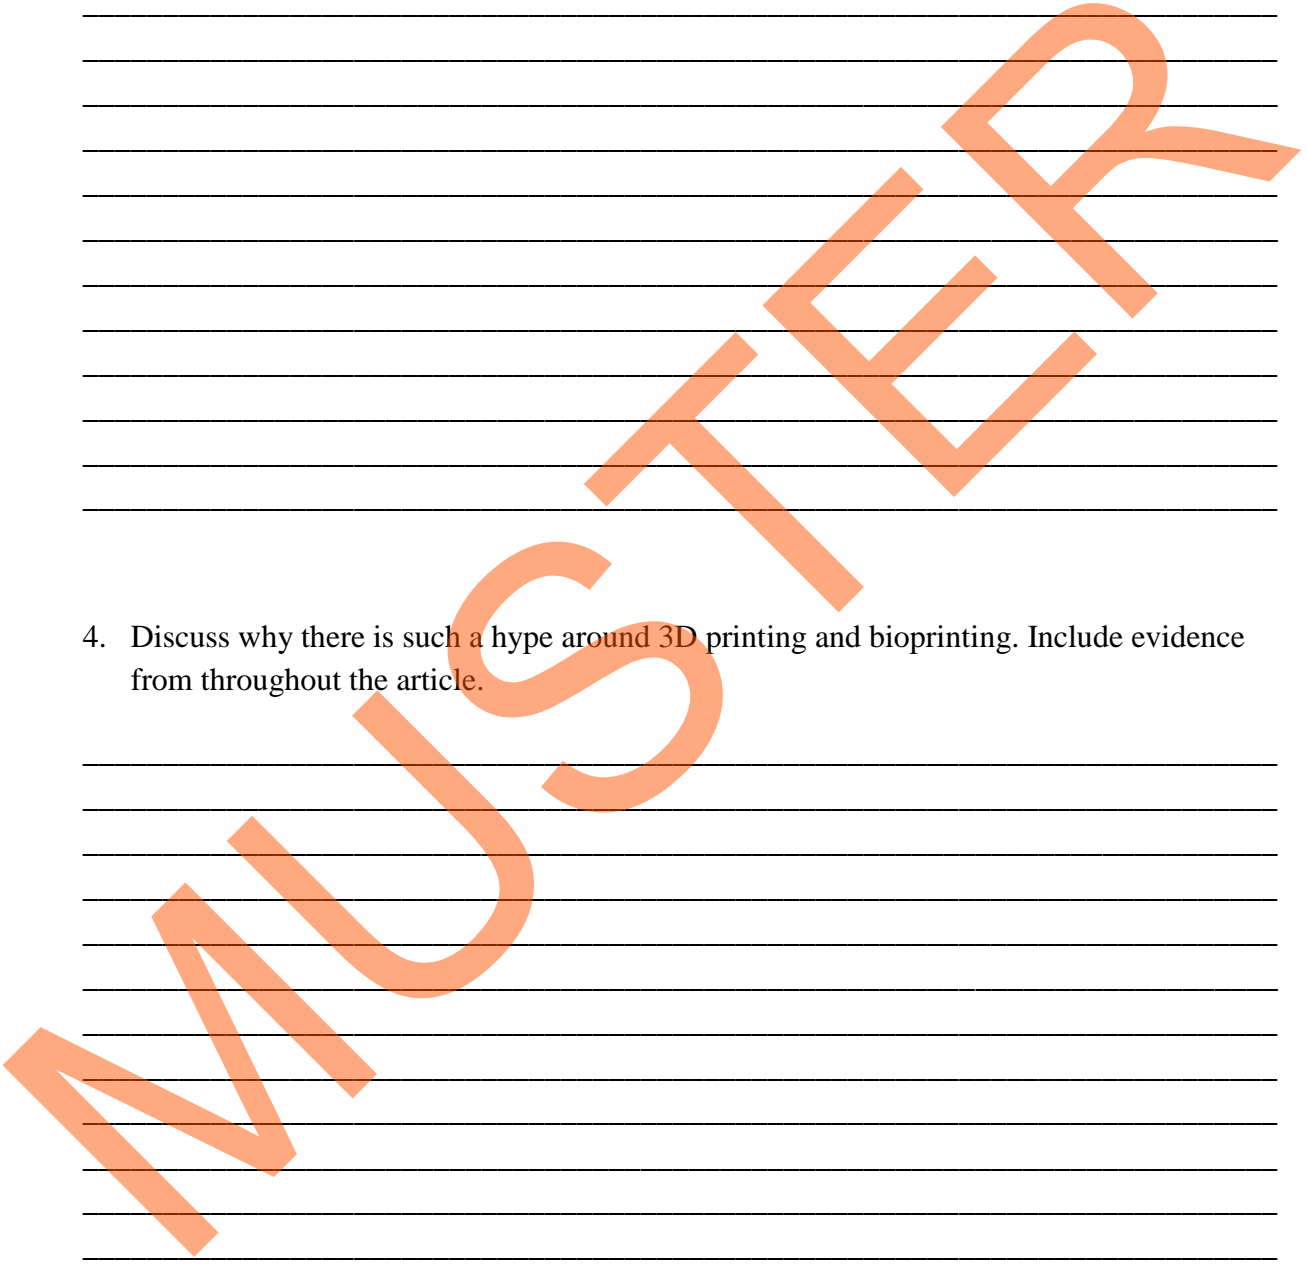 4. Discuss why there is such a hype around 3D printing and bioprinting. Include evidence
from throughout the article.
MUSTER